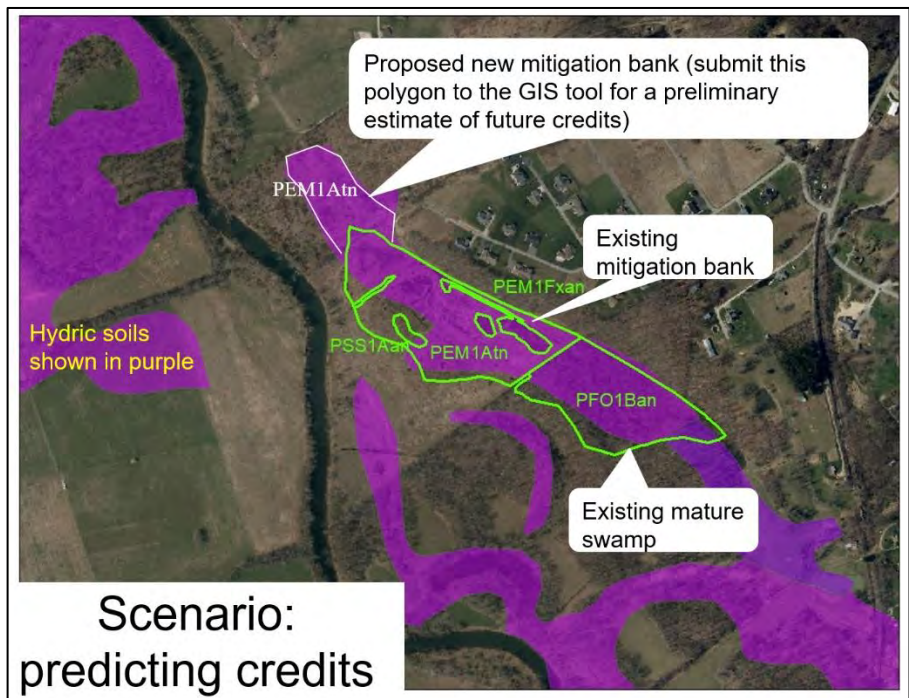 Proposed new mitigation bank (submit this
polygon to the GIS tool for a preliminary
estimate of future credits)
PEM1Atn
Existing
mitigation bank
PEM1Fxan
Hydric soils
shown in purple
PSS1Aan
PEM1Atn
PFO1Ban
Existing mature
swamp
Scenario:
predicting credits